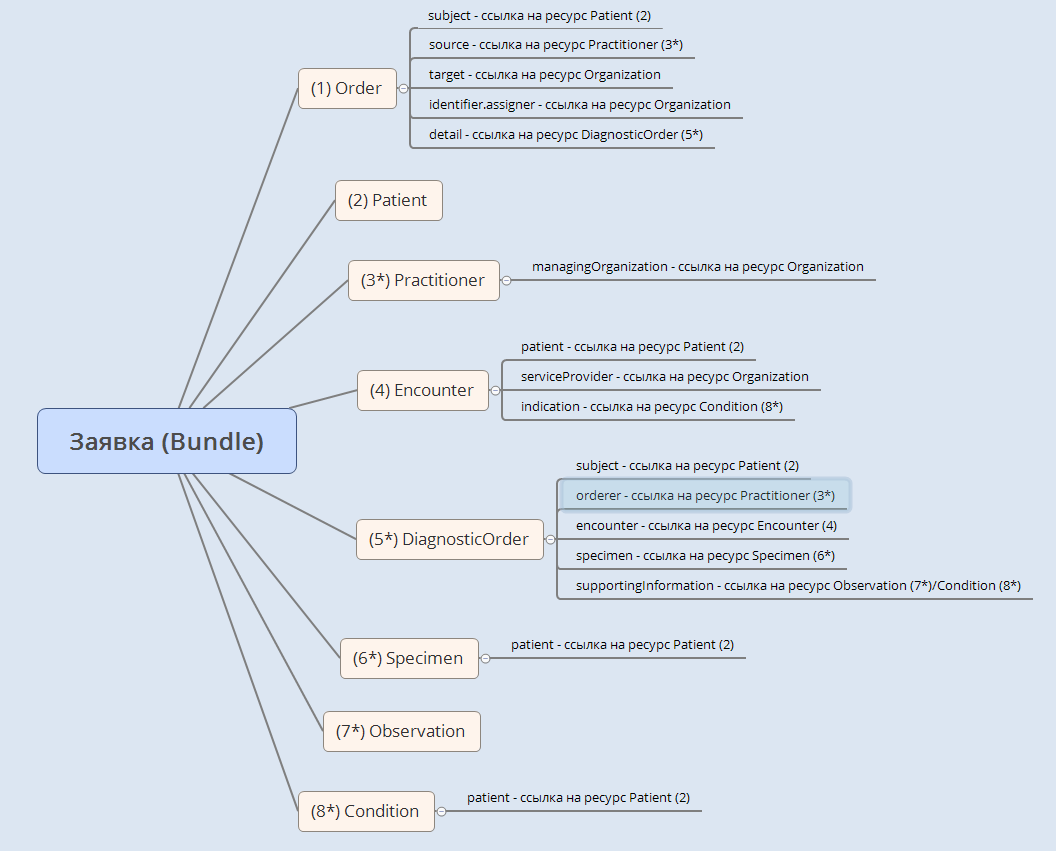 subject - ссылка на ресурс Patient (2)
source - ссылка на ресурс Practitioner (3*)
(1) Order
target - ссылка на ресурс Organization
identifier.assigner - ссылка на ресурс Organization
detail - ссылка на ресурс DiagnosticOrder (5*)
(2) Patient
(3*) Practitioner
managingOrganization - ссылка на ресурс Organization
patient - ссылка на ресурс Patient (2)
(4) Encounter
serviceProvider - ссылка на ресурс Organization
indication - ссылка на ресурс Condition (8*)
Заявка (Bundle)
subject - ссылка на ресурс Patient (2)
orderer - ссылка на ресурс Practitioner (3*)
(5*) DiagnosticOrder
encounter - ссылка на ресурс Encounter (4)
specimen - ссылка на ресурс Specimen (6*)
supportingInformation - ссылка на ресурс Observation (7*)/Condition (8*)
(6*) Specimen
patient - ссылка на ресурс Patient (2)
(7*) Observation
(8*) Condition
patient - ссылка на ресурс Patient (2)